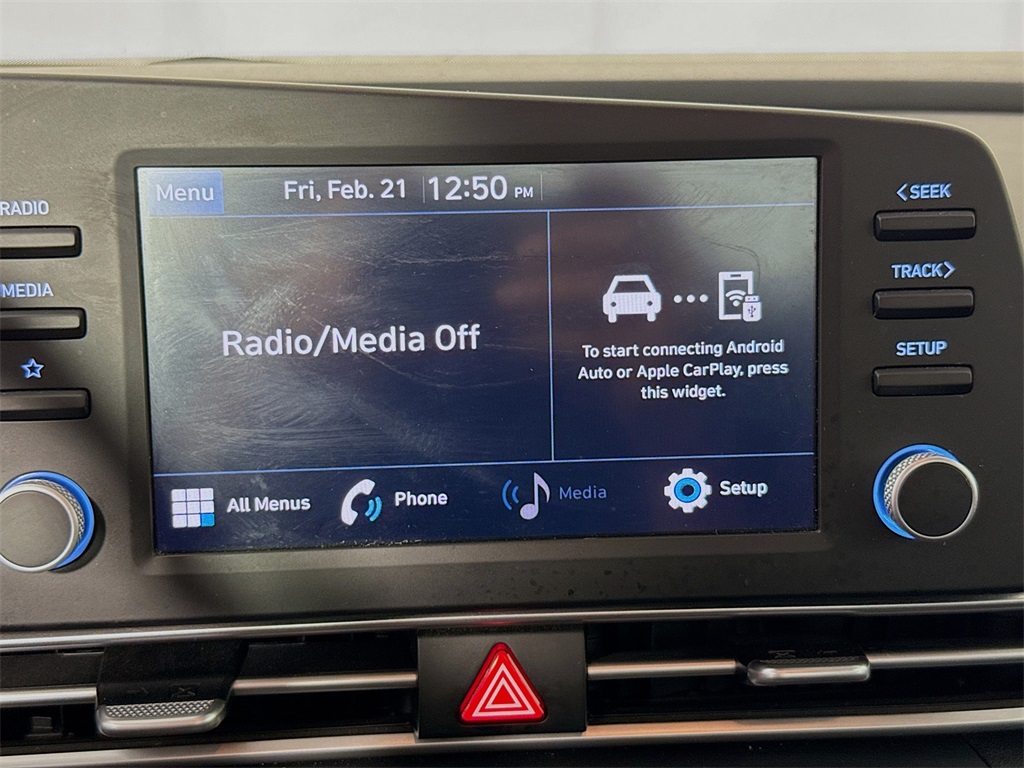 Menu
Fri, Feb. 21 12:50 PM
RADIO
MEDIA
Radio/Media Off
To start connecting Android
Auto or Apple CarPlay, press
this widget.
All Menus
Phone
Media
Setup
<SEEK
TRACK>
SETUP